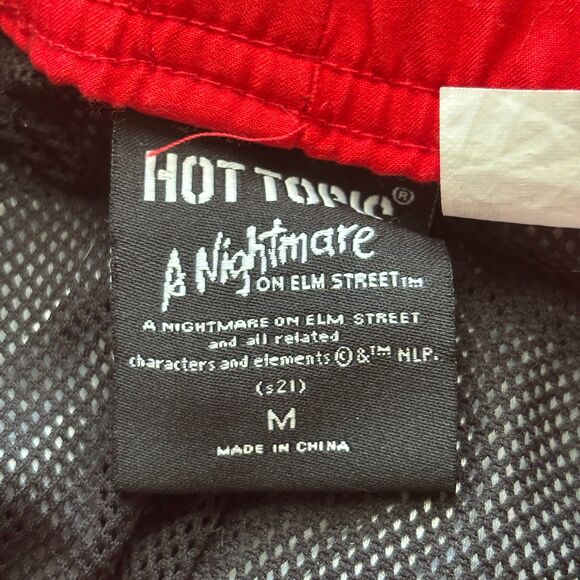 HOT TOPIC®
A Nightmare
ON ELM STREET™
A NIGHTMARE ON ELM STREET
and all related
characters and elements © &™ NLP.
(s21)
M
MADE IN CHINA